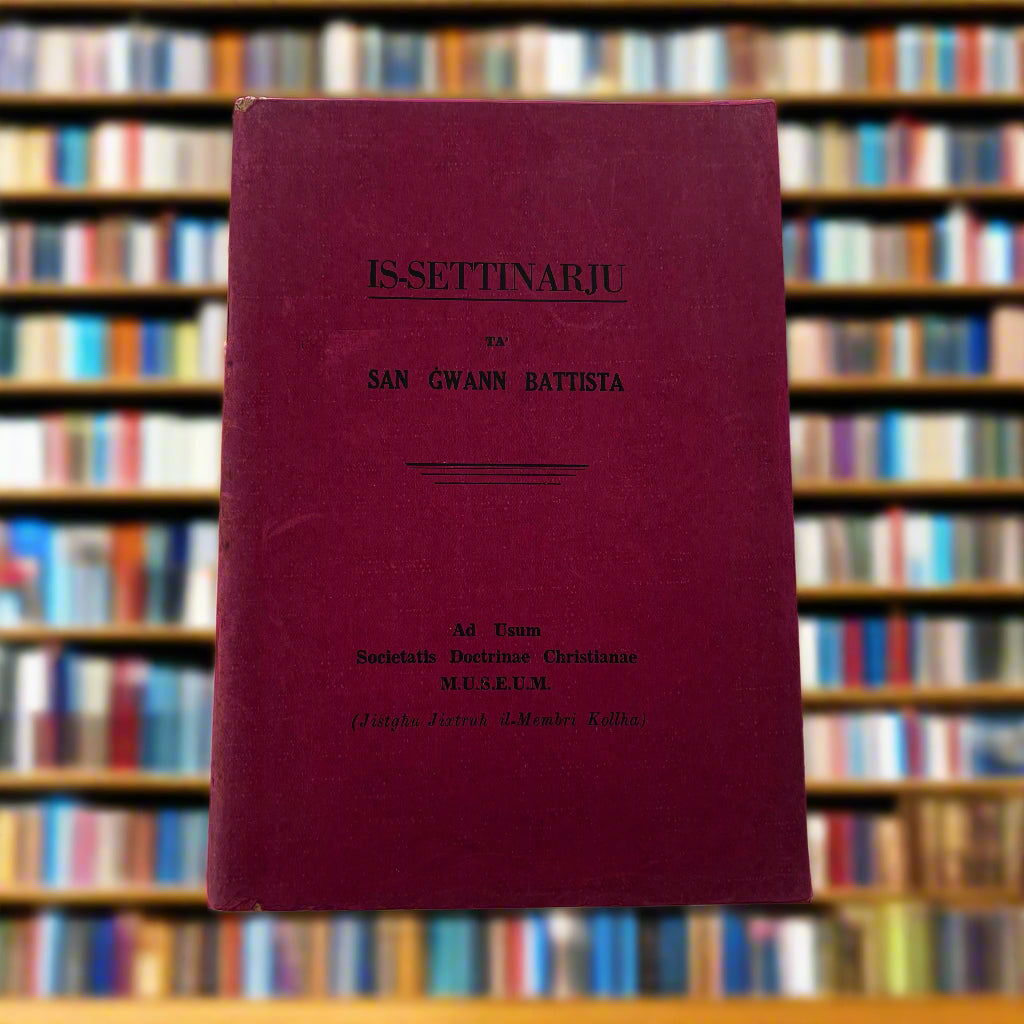 IS-SETTINARJU
TA'
SAN ĠWANN BATTISTA
Ad Usum
Societatis Doctrinae Christianae
M.U.S.E.U.M.
(Jistgħu Jixtruh il-Membri Kollha)